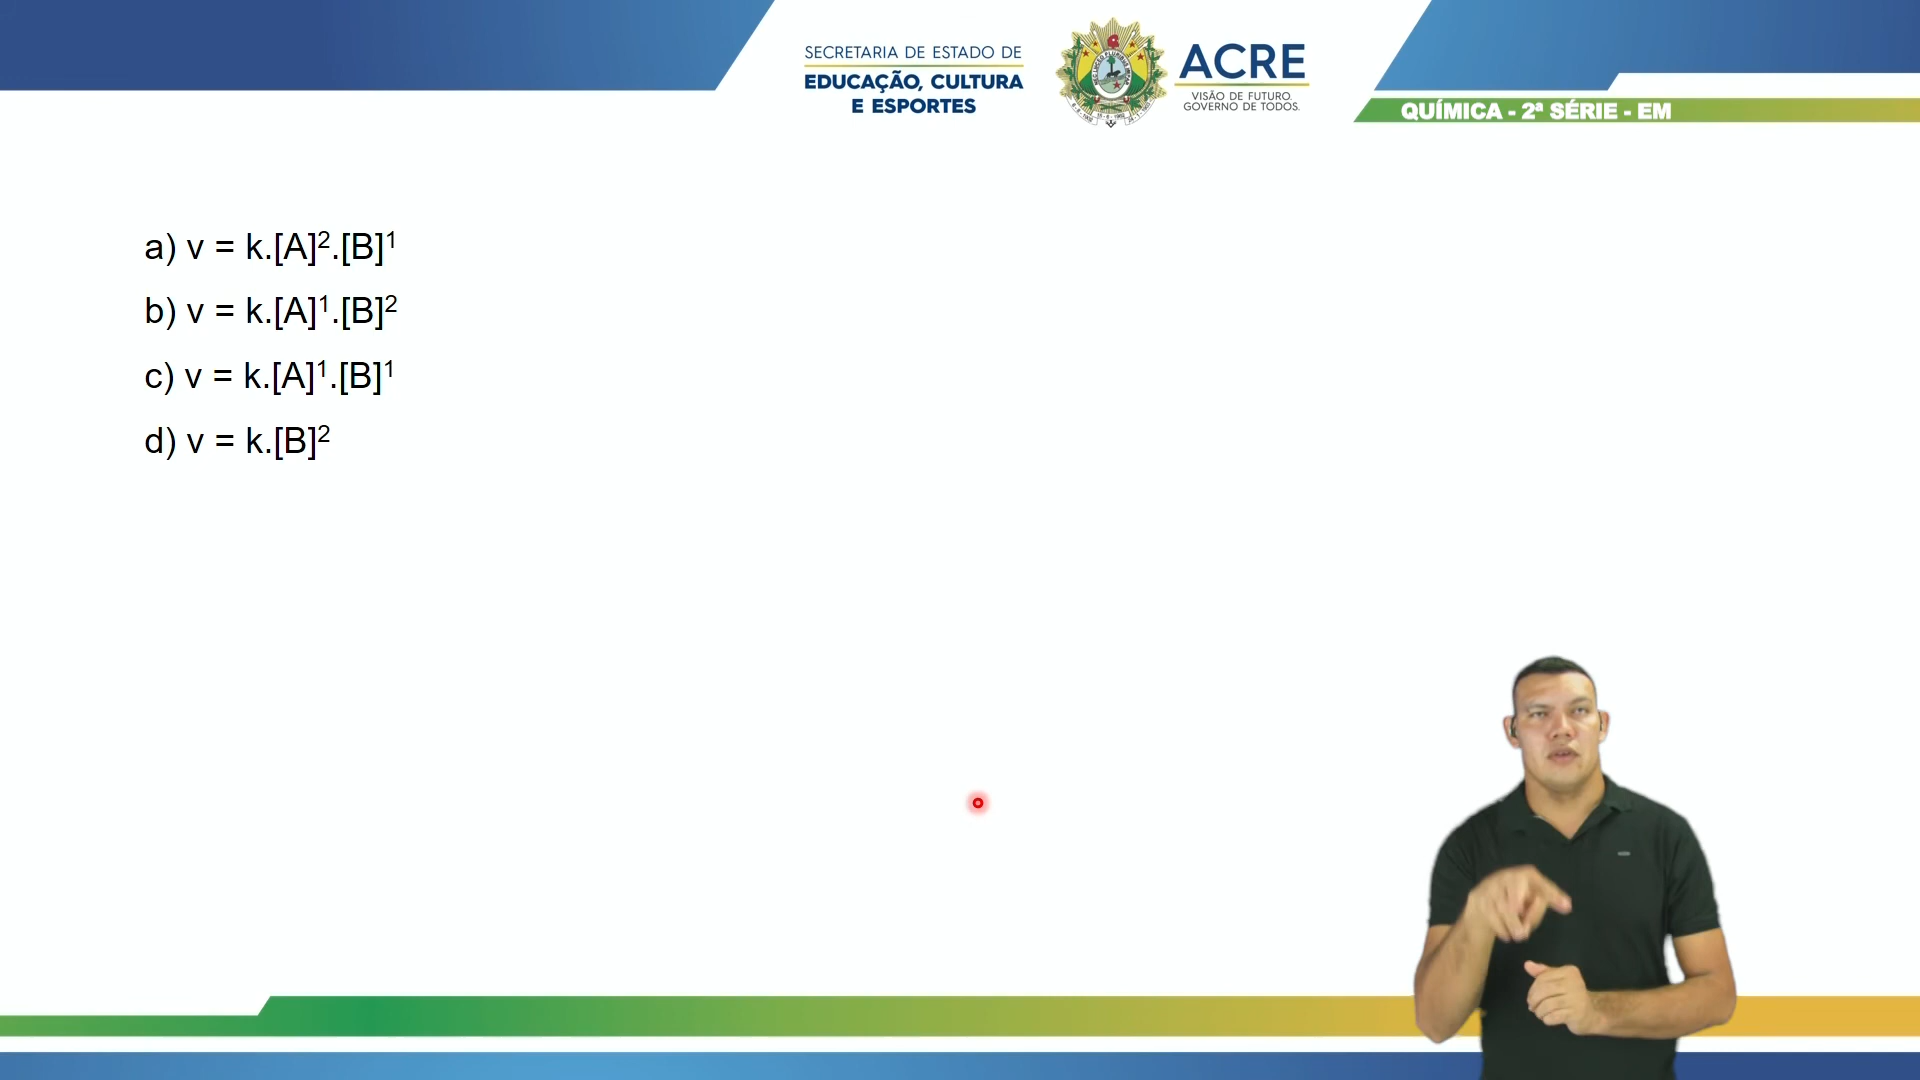 SECRETARIA DE ESTADO DE
EDUCAÇÃO, CULTURA
E ESPORTES
ACRE
VISÃO DE FUTURO.
GOVERNO DE TODOS.
QUÍMICA - 2ª SÉRIE - EM
a) v = k.[A]².[B]¹
b) v = k.[A]¹.[B]²
c) v = k.[A]¹.[B]¹
d) v = k.[B]²